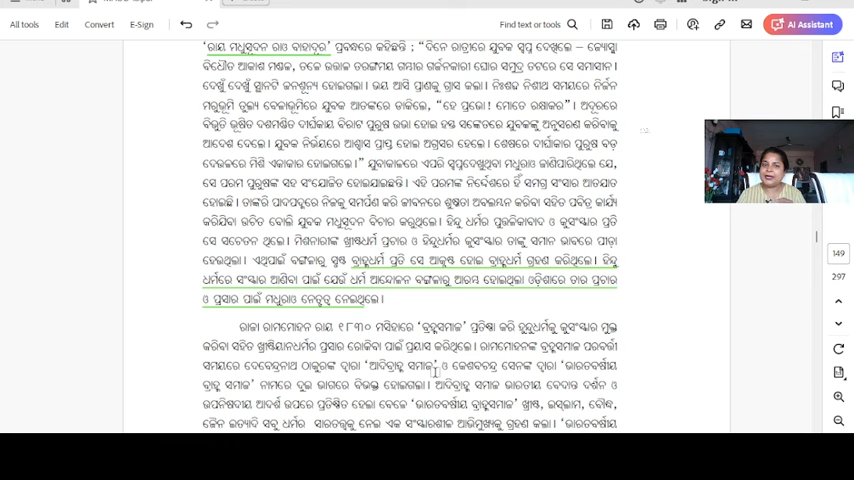 All tools Edit Convert E-Sign Find text or tools AI Assistant
‘ରାୟ ମଧୁସୂଦନ ରାଓ ବାହାଦୁର’ ପ୍ରବନ୍ଧରେ କହିଛନ୍ତି ; “ଦିନେ ରାତ୍ରୀରେ ଯୁବକ ସ୍ୱପ୍ନ ଦେଖିଲେ – ଜ୍ୟୋସ୍ନା
ବିଧୌତ ଆକାଶ ମଣ୍ଡଳ, ତଳେ ଉତ୍ତାଳ ତରଙ୍ଗମୟ ଗମ୍ଭୀର ଗର୍ଜନକାରୀ ଘୋର ସମୁଦ୍ର ତଟରେ ସେ ସମାସୀନ।
ଦେଖୁଁ ଦେଖୁଁ ସ୍ଥାନଟି ଜନଶୂନ୍ୟ ହୋଇଗଲା। ଭୟ ଆସି ପ୍ରାଣକୁ ଗ୍ରାସ କଲା। ନିଃଶବ୍ଦ ନିଶୀଥ ସମୟରେ ନିର୍ଜନ
ମରୁଭୂମି ତୁଲ୍ୟ ବେଳାଭୂମିରେ ଯୁବକ ଆତଙ୍କରେ ଡାକିଲେ, “ହେ ପ୍ରଭୋ! ମୋତେ ରକ୍ଷାକର”। ଅଦୂରରେ
ବିଭୁତି ଭୂଷିତ ଦଶମଣ୍ଡିତ ଦୀର୍ଘକାୟ ବିରାଟ ପୁରୁଷ ଉଭା ହୋଇ ହସ୍ତ ସଙ୍କେତରେ ଯୁବକଙ୍କୁ ଅନୁସରଣ କରିବାକୁ
ଆଦେଶ ଦେଲେ। ଯୁବକ ନିର୍ଭୟରେ ଆଶ୍ୱାସ ପ୍ରାପ୍ତ ହୋଇ ଅଗ୍ରସର ହେଲେ। ଶେଷରେ ଦୀର୍ଘାକାର ପୁରୁଷ ବଡ଼
ଦେଉଳରେ ମିଶି ଏକାକାର ହୋଇଗଲେ।” ଯୁବାକାଳରେ ଏପରି ସ୍ୱପ୍ନଦେଖୁଥିବା ମଧୁରାଓ ଜାଣିପାରିଥିଲେ ଯେ,
ସେ ପରମ ପୁରୁଷଙ୍କ ସହ ସଂଯୋଜିତ ହୋଇଯାଇଛନ୍ତି। ଏହି ପରମଙ୍କ ନିର୍ଦ୍ଦେଶରେ ହିଁ ସମଗ୍ର ସଂସାର ଆତଯାତ
ହୋଇଛି। ତାଙ୍କରି ପାଦପଦ୍ମରେ ନିଜକୁ ସମର୍ପଣ କରି ଜୀବନରେ ଶୁଷ୍କତା ଅବଲମ୍ବନ କରିବା ସହିତ ପବିତ୍ର କାର୍ଯ୍ୟ
କରିଯିବା ଉଚିତ ବୋଲି ଯୁବକ ମଧୁସୂଦନ ବିଚାର କରୁଥିଲେ। ହିନ୍ଦୁ ଧର୍ମର ପୁତ୍ତଳିକାବାଦ ଓ କୁସଂସ୍କାର ପ୍ରତି
ସେ ସଚେତନ ଥିଲେ। ମିଶନାରୀଙ୍କ ଖ୍ରୀଷ୍ଟଧର୍ମ ପ୍ରଚାର ଓ ହିନ୍ଦୁଧର୍ମର କୁସଂସ୍କାର ତାଙ୍କୁ ସମାନ ଭାବରେ ପୀଡ଼ା
ଦେଉଥିଲା। ଏଥିପାଇଁ ବଙ୍ଗଳାରୁ ସୃଷ୍ଟ ବ୍ରାହ୍ମଧର୍ମ ପ୍ରତି ସେ ଆକୃଷ୍ଟ ହୋଇ ବ୍ରାହ୍ମଧର୍ମ ଗ୍ରହଣ କରିଥିଲେ। ହିନ୍ଦୁ
ଧର୍ମରେ ସଂସ୍କାର ଆଣିବା ପାଇଁ ଯେଉଁ ଧର୍ମ ଆନ୍ଦୋଳନ ବଙ୍ଗଳାରୁ ଆରମ୍ଭ ହୋଇଥିଲା ଓଡ଼ିଶାରେ ତାର ପ୍ରଚାର
ଓ ପ୍ରସାର ପାଇଁ ମଧୁରାଓ ନେତୃତ୍ୱ ନେଇଥିଲେ।
ରାଜା ରାମମୋହନ ରାୟ ୧୮୩୦ ମସିହାରେ ‘ବ୍ରହ୍ମସମାଜ’ ପ୍ରତିଷ୍ଠା କରି ହିନ୍ଦୁଧର୍ମକୁ କୁସଂସ୍କାର ମୁକ୍ତ
କରିବା ସହିତ ଖ୍ରୀଷ୍ଟିୟାନଧର୍ମର ପ୍ରସାର ରୋକିବା ପାଇଁ ପ୍ରୟାସ କରିଥିଲେ। ରାମମୋହନଙ୍କ ବ୍ରହ୍ମସମାଜ ପରବର୍ତ୍ତୀ
ସମୟରେ ଦେବେନ୍ଦ୍ରନାଥ ଠାକୁରଙ୍କ ଦ୍ୱାରା ‘ଆଦିବ୍ରାହ୍ମ ସମାଜ’ ଓ କେଶବଚନ୍ଦ୍ର ସେନଙ୍କ ଦ୍ୱାରା ‘ଭାରତବର୍ଷୀୟ
ବ୍ରାହ୍ମ ସମାଜ’ ନାମରେ ଦୁଇ ଭାଗରେ ବିଭକ୍ତ ହୋଇଗଲା। ଆଦିବ୍ରାହ୍ମ ସମାଜ ଭାରତୀୟ ବେଦାନ୍ତ ଦର୍ଶନ ଓ
ଉପନିଷଦୀୟ ଆଦର୍ଶ ଉପରେ ପ୍ରତିଷ୍ଠିତ ହେଲା ବେଳେ ‘ଭାରତବର୍ଷୀୟ ବ୍ରାହ୍ମସମାଜ’ ଖ୍ରୀଷ୍ଟ, ଇସ୍‌ଲାମ, ବୌଦ୍ଧ,
ଜୈନ ଇତ୍ୟାଦି ସବୁ ଧର୍ମର ସାରତତ୍ତ୍ୱକୁ ନେଇ ଏକ ସଂସ୍କାରଶୀଳ ଆଭିମୁଖ୍ୟକୁ ଗ୍ରହଣ କଲା। ‘ଭାରତବର୍ଷୀୟ
149
297